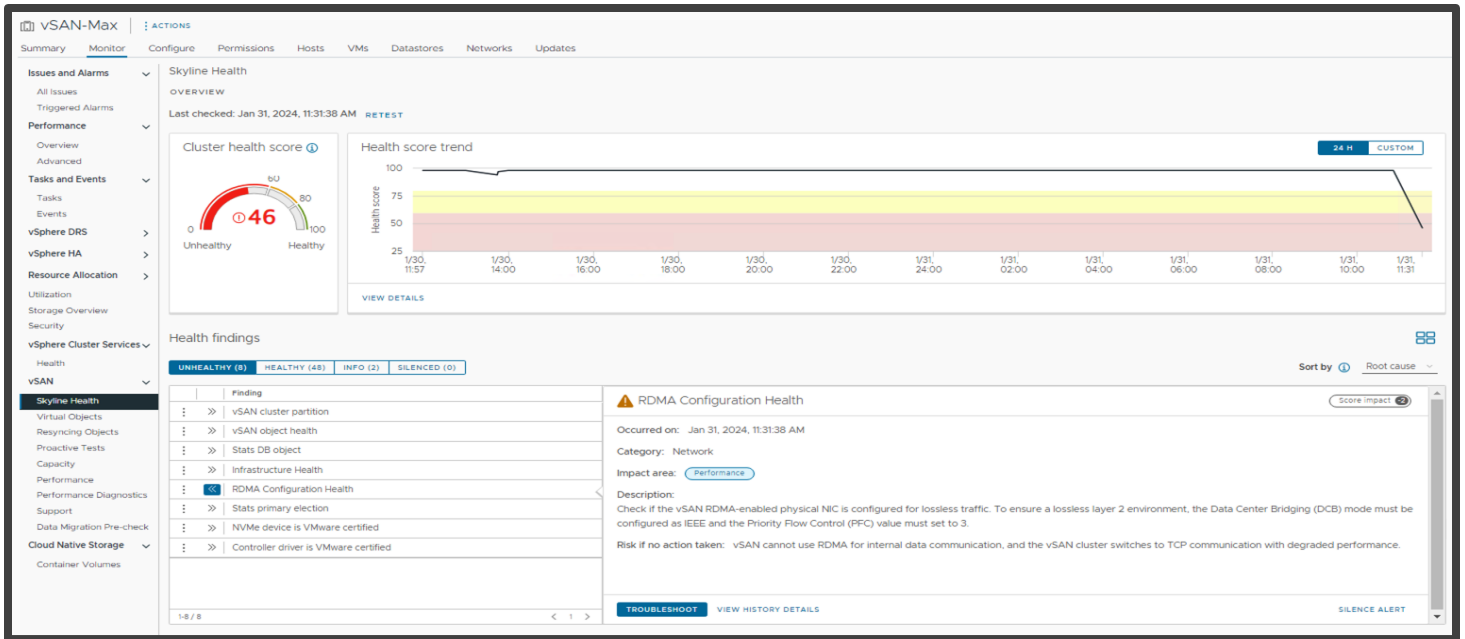 vSAN-Max
ACTIONS
Summary Monitor Configure Permissions Hosts VMs Datastores Networks Updates
Issues and Alarms
All Issues
Triggered Alarms
Performance
Overview
Advanced
Tasks and Events
Tasks
Events
vSphere DRS
vSphere HA
Resource Allocation
Utilization
Storage Overview
Security
vSphere Cluster Services
Health
vSAN
Skyline Health
Virtual Objects
Resyncing Objects
Proactive Tests
Capacity
Performance
Performance Diagnostics
Support
Data Migration Pre-check
Cloud Native Storage
Container Volumes
Skyline Health
OVERVIEW
Last checked: Jan 31, 2024, 11:31:38 AM RETEST
Cluster health score
60
80
0
46
100
Unhealthy Healthy
Health score trend
24 H CUSTOM
Health score
100
75
50
25
1/30, 11:57
1/30, 14:00
1/30, 16:00
1/30, 18:00
1/30, 20:00
1/30, 22:00
1/31, 24:00
1/31, 02:00
1/31, 04:00
1/31, 06:00
1/31, 08:00
1/31, 10:00
1/31, 11:31
VIEW DETAILS
Health findings
UNHEALTHY (8) HEALTHY (48) INFO (2) SILENCED (0)
Sort by Root cause
Finding
vSAN cluster partition
vSAN object health
Stats DB object
Infrastructure Health
RDMA Configuration Health
Stats primary election
NVMe device is VMware certified
Controller driver is VMware certified
1-8 / 8
1
RDMA Configuration Health
Score impact -2
Occurred on: Jan 31, 2024, 11:31:38 AM
Category: Network
Impact area: Performance
Description:
Check if the vSAN RDMA-enabled physical NIC is configured for lossless traffic. To ensure a lossless layer 2 environment, the Data Center Bridging (DCB) mode must be
configured as IEEE and the Priority Flow Control (PFC) value must set to 3.
Risk if no action taken: vSAN cannot use RDMA for internal data communication, and the vSAN cluster switches to TCP communication with degraded performance.
TROUBLESHOOT VIEW HISTORY DETAILS
SILENCE ALERT